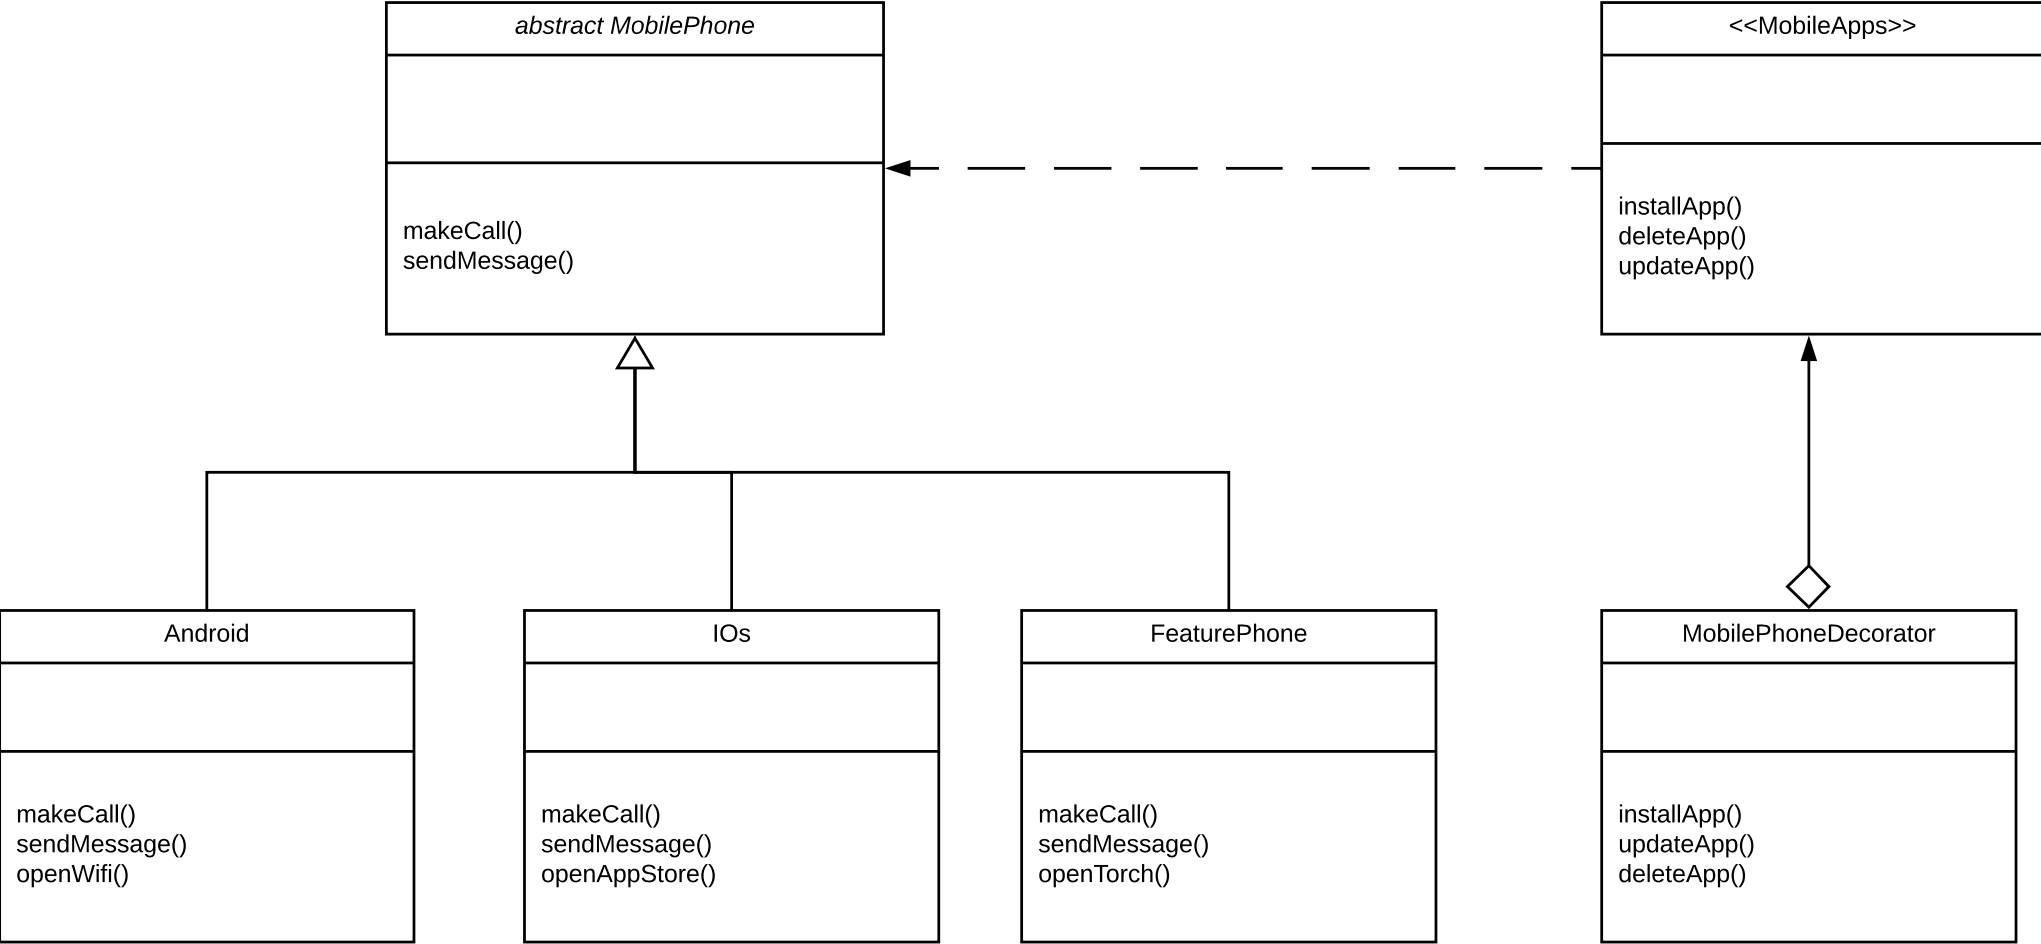 abstract MobilePhone
makeCall()
sendMessage()
<<MobileApps>>
installApp()
deleteApp()
updateApp()
Android
makeCall()
sendMessage()
openWifi()
IOs
makeCall()
sendMessage()
openAppStore()
FeaturePhone
makeCall()
sendMessage()
openTorch()
MobilePhoneDecorator
installApp()
updateApp()
deleteApp()